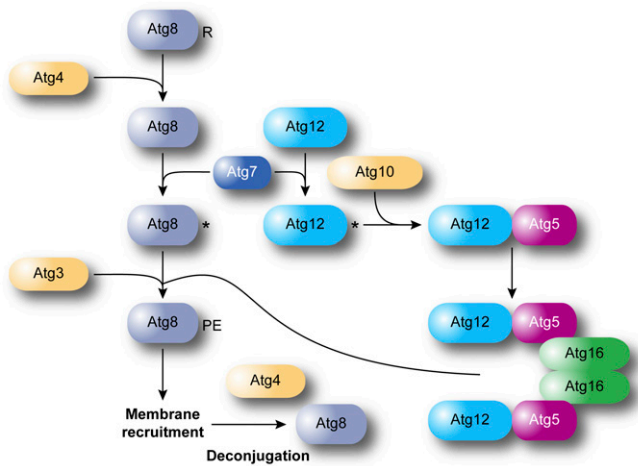 Atg8 R
Atg4
Atg8 Atg12
Atg7 Atg10
Atg8 * Atg12 * Atg12 Atg5
Atg3
Atg8 PE Atg12 Atg5
Atg16
Atg4 Atg16
Membrane
recruitment Atg8 Atg12 Atg5
Deconjugation